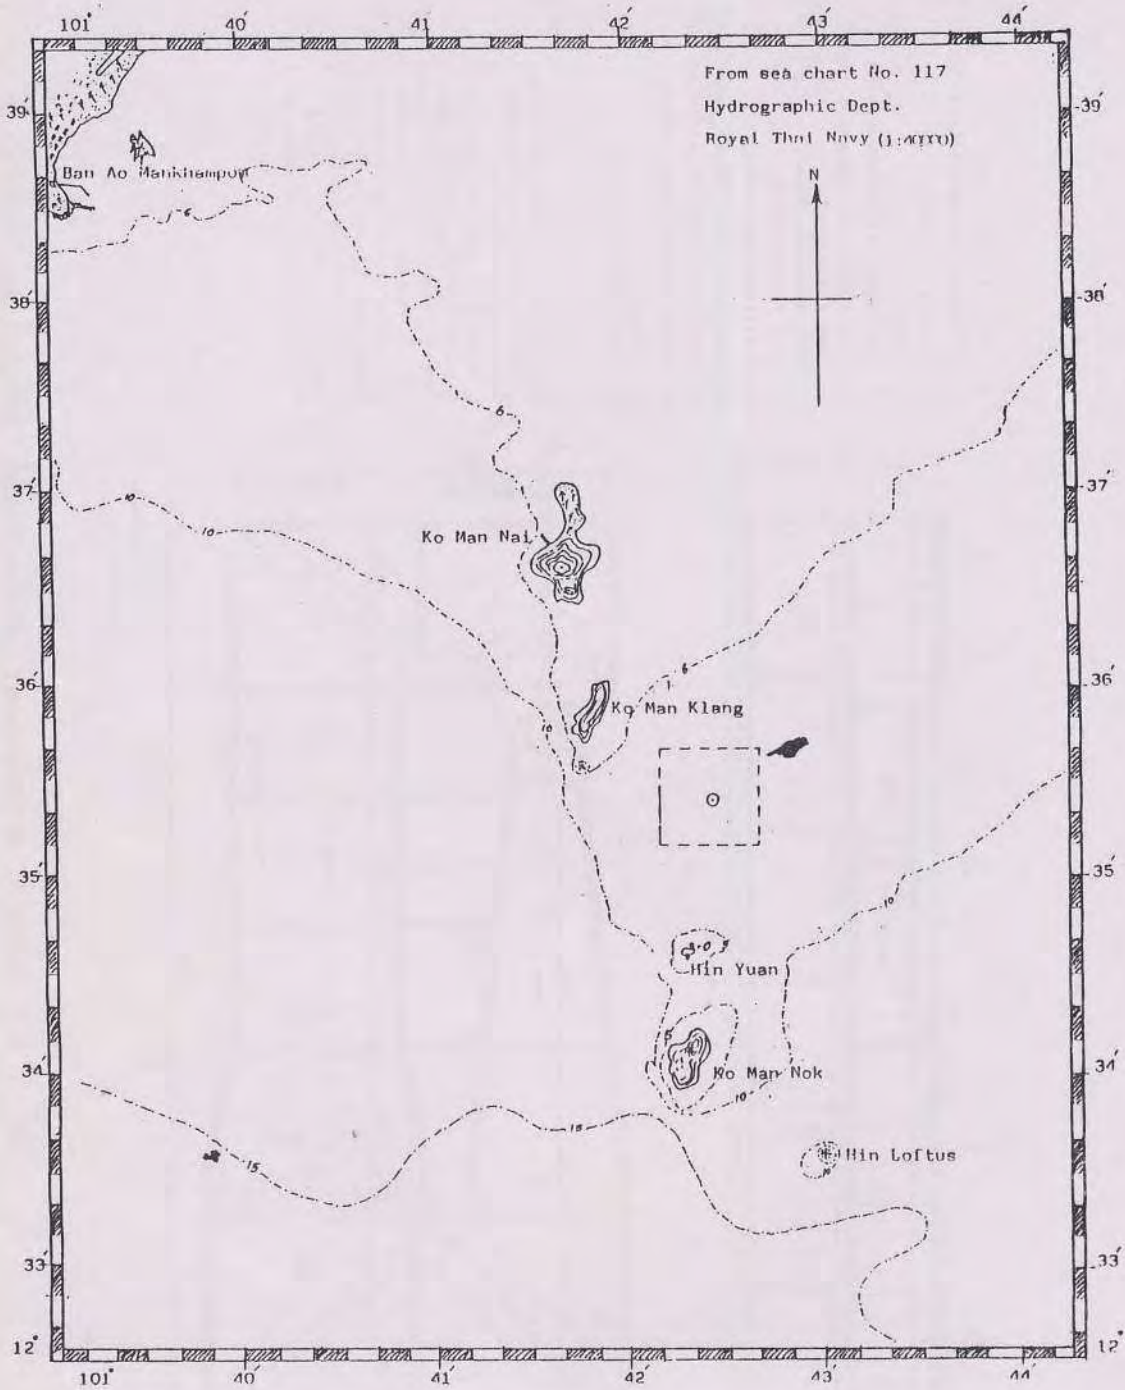 101° 40′ 41′ 42′ 43′ 44′
From sea chart No. 117
Hydrographic Dept.
Royal Thai Navy
39′ 39′
N
Ban Ao
6
38′ 38′
6
37′ 10 37′
10
Ko Man Nai
6
36′ 36′
Ko Man Klang
10
35′ 35′
10
Hin Yuan
5
34′ Ko Man Nok 34′
10
15
Hin Loftus
15
33′ 33′
12° 12°
101° 40′ 41′ 42′ 43′ 44′